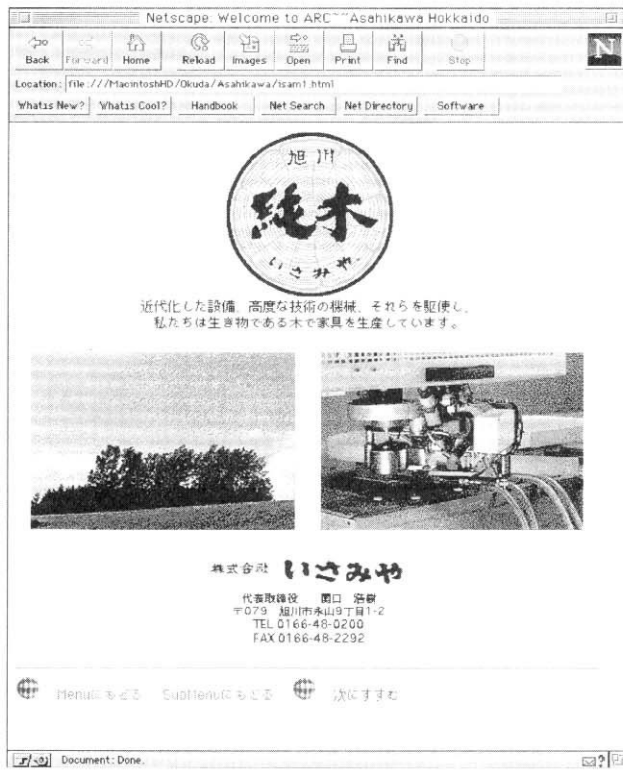 Netscape: Welcome to ARC~~Asahikawa Hokkaido
Back Forward Home Reload Images Open Print Find Stop
N
Location: file:///MacintoshHD/Okuda/Asahikawa/isam1.html
What's New? What's Cool? Handbook Net Search Net Directory Software
旭川
純木
いさみや
近代化した設備、高度な技術の機械、それらを駆使し、
私たちは生き物である木で家具を生産しています。
株式会社 いさみや
代表取締役 関口 浩樹
〒079 旭川市永山9丁目1-2
TEL 0166-48-0200
FAX 0166-48-2292
Menuにもどる SubMenuにもどる 次にすすむ
Document: Done.